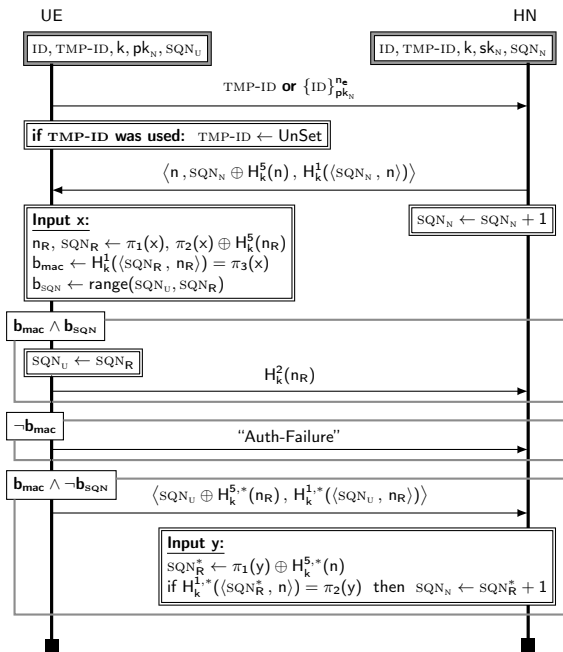 UE HN
ID, TMP-ID, k, pk_N, SQN_U
ID, TMP-ID, k, sk_N, SQN_N
TMP-ID or {ID}^{n_e}_{pk_N}
if TMP-ID was used: TMP-ID ← UnSet
⟨n , SQN_N ⊕ H^5_k(n) , H^1_k(⟨SQN_N , n⟩)⟩
Input x:
n_R, SQN_R ← π_1(x), π_2(x) ⊕ H^5_k(n_R)
b_mac ← H^1_k(⟨SQN_R , n_R⟩) = π_3(x)
b_SQN ← range(SQN_U, SQN_R)
SQN_N ← SQN_N + 1
b_mac ∧ b_SQN
SQN_U ← SQN_R
H^2_k(n_R)
¬b_mac
“Auth-Failure”
b_mac ∧ ¬b_SQN
⟨SQN_U ⊕ H^{5,*}_k(n_R) , H^{1,*}_k(⟨SQN_U , n_R⟩)⟩
Input y:
SQN^*_R ← π_1(y) ⊕ H^{5,*}_k(n)
if H^{1,*}_k(⟨SQN^*_R , n⟩) = π_2(y) then SQN_N ← SQN^*_R + 1